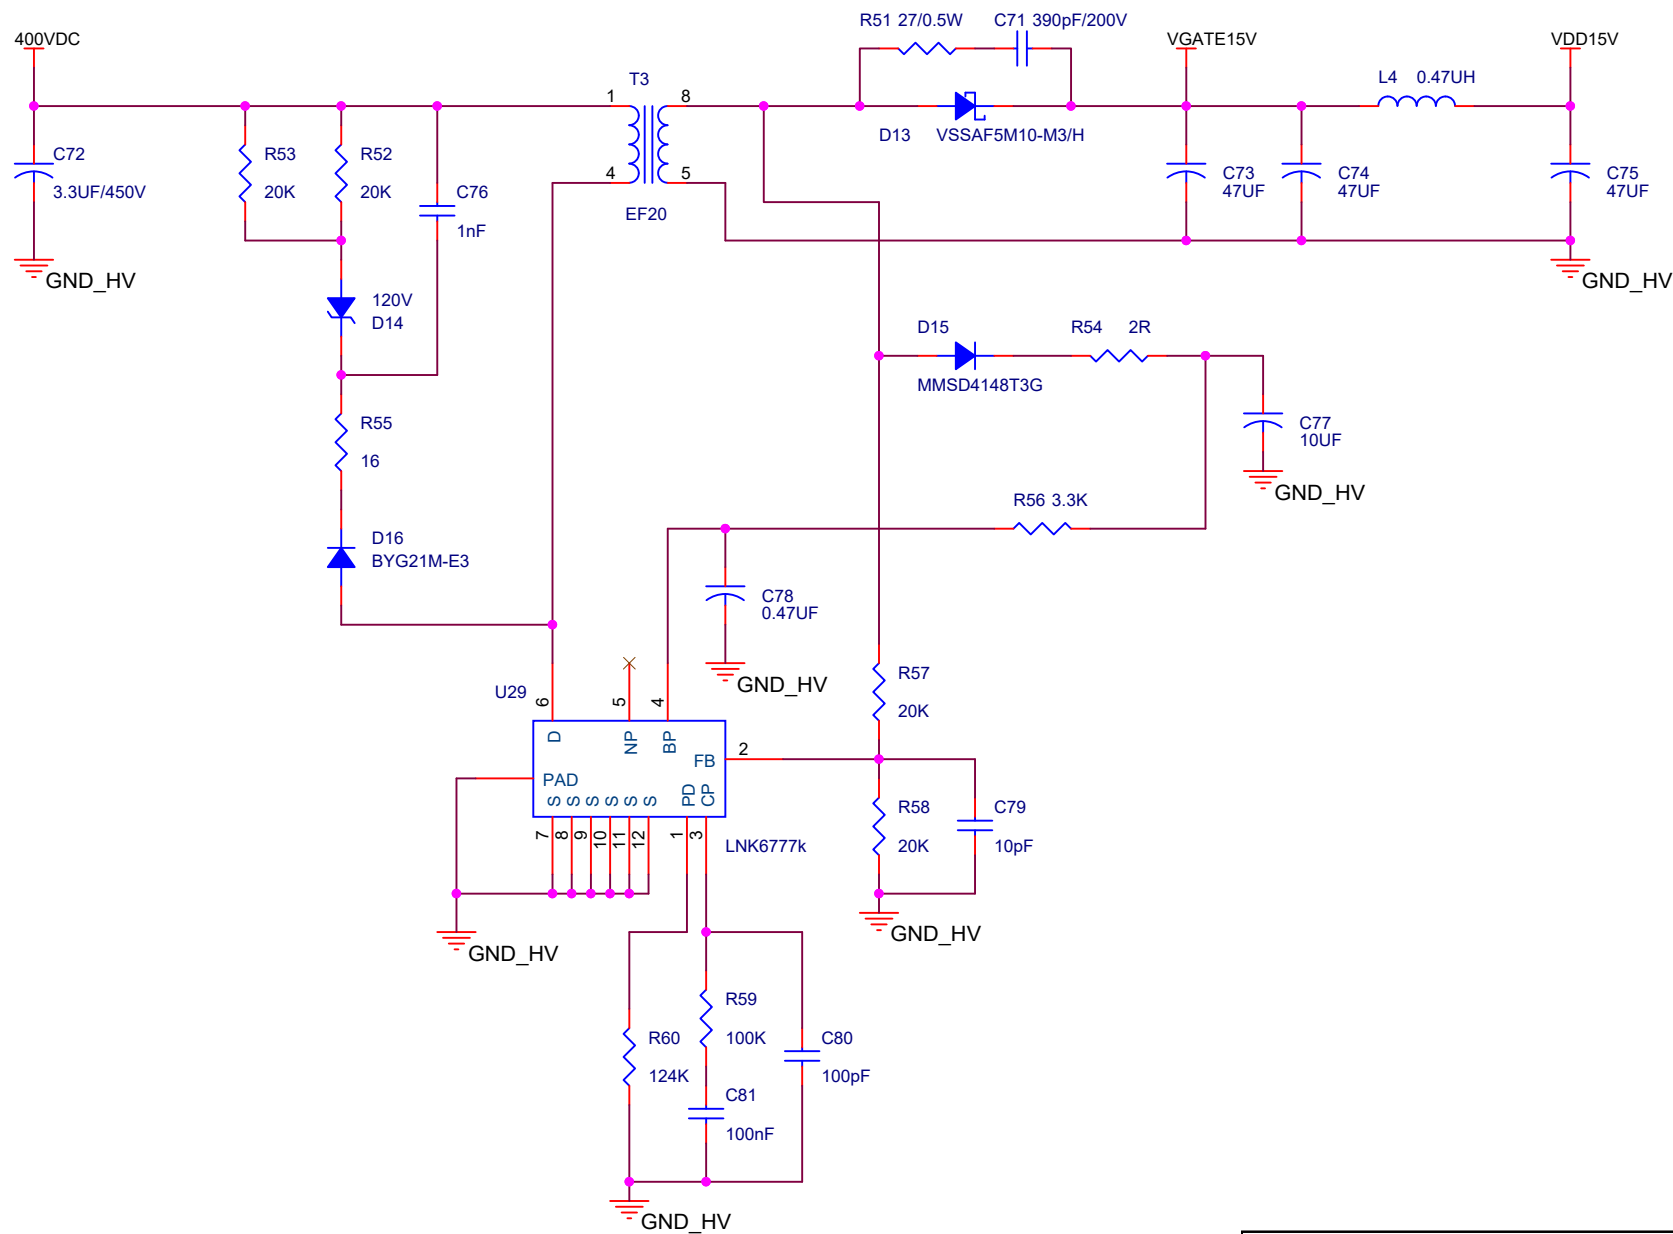 R51 27/0.5W
C71 390pF/200V
400VDC
VGATE15V
VDD15V
T3
L4 0.47UH
1
8
D13
VSSAF5M10-M3/H
C72
3.3UF/450V
R53
20K
R52
20K
C76
1nF
4
5
EF20
C73
47UF
C74
47UF
C75
47UF
GND_HV
GND_HV
120V
D14
D15
R54 2R
MMSD4148T3G
R55
16
C77
10UF
GND_HV
R56 3.3K
D16
BYG21M-E3
C78
0.47UF
GND_HV
U29
6
5
4
R57
20K
D
NP
BP
FB
2
PAD
S
S
S
S
S
S
PD
CP
7
8
9
10
11
12
1
3
LNK6777k
R58
20K
C79
10pF
GND_HV
GND_HV
R59
100K
R60
124K
C80
100pF
C81
100nF
GND_HV